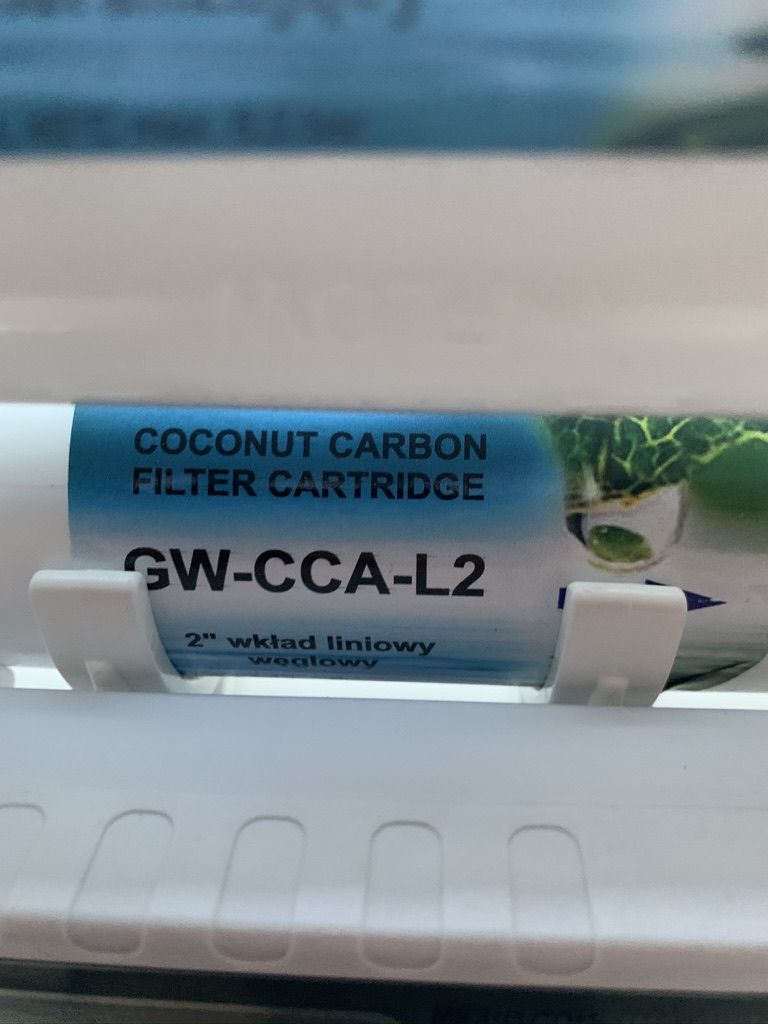 COCONUT CARBON
FILTER CARTRIDGE
GW-CCA-L2
2" wkład liniowy
węglowy